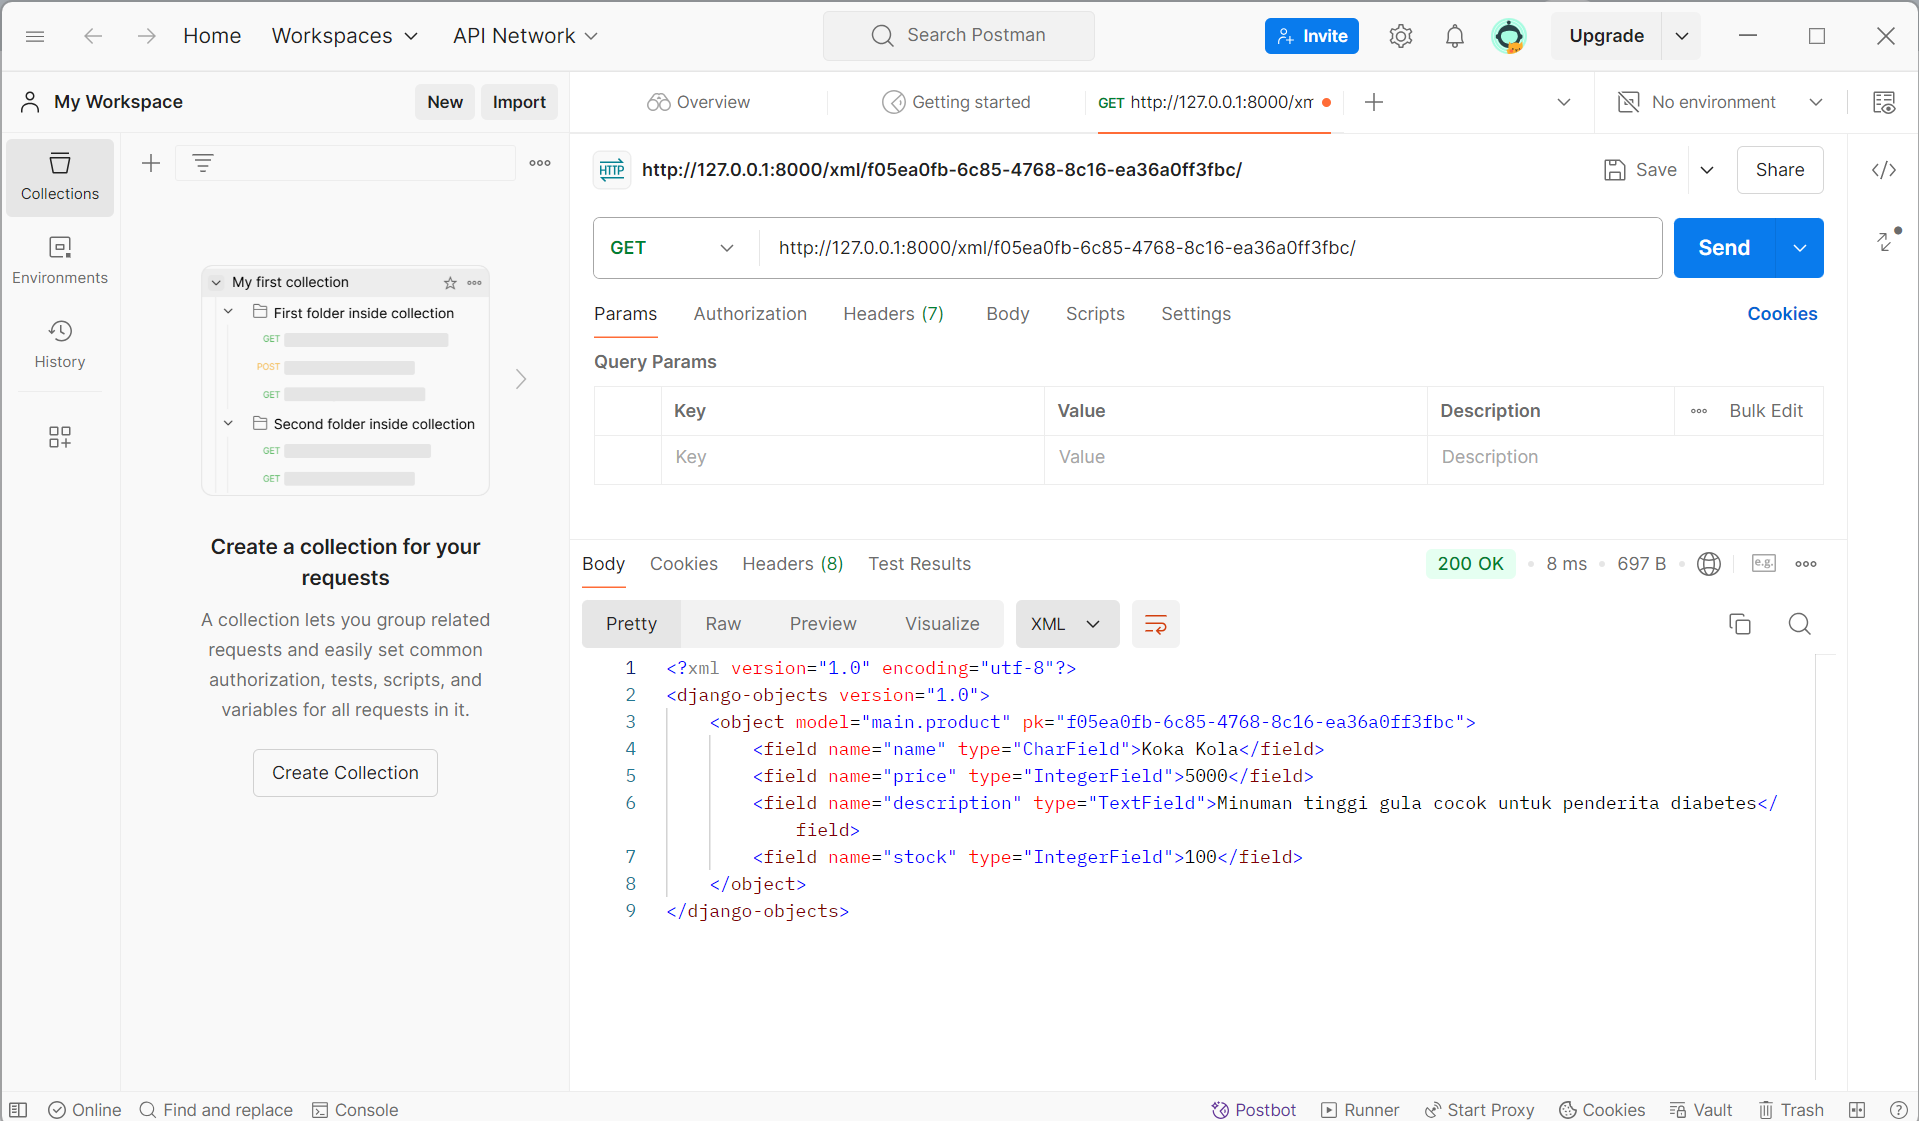 Home Workspaces API Network Search Postman Invite Upgrade
My Workspace New Import
Overview Getting started GET http://127.0.0.1:8000/xm No environment
Collections
Environments
History
My first collection
First folder inside collection
GET
POST
GET
Second folder inside collection
GET
GET
Create a collection for your
requests
A collection lets you group related
requests and easily set common
authorization, tests, scripts, and
variables for all requests in it.
Create Collection
HTTP http://127.0.0.1:8000/xml/f05ea0fb-6c85-4768-8c16-ea36a0ff3fbc/ Save Share
GET http://127.0.0.1:8000/xml/f05ea0fb-6c85-4768-8c16-ea36a0ff3fbc/ Send
Params Authorization Headers (7) Body Scripts Settings Cookies
Query Params
Key Value Description Bulk Edit
Key Value Description
Body Cookies Headers (8) Test Results 200 OK 8 ms 697 B e.g.
Pretty Raw Preview Visualize XML
1 <?xml version="1.0" encoding="utf-8"?>
2 <django-objects version="1.0">
3 <object model="main.product" pk="f05ea0fb-6c85-4768-8c16-ea36a0ff3fbc">
4 <field name="name" type="CharField">Koka Kola</field>
5 <field name="price" type="IntegerField">5000</field>
6 <field name="description" type="TextField">Minuman tinggi gula cocok untuk penderita diabetes</
field>
7 <field name="stock" type="IntegerField">100</field>
8 </object>
9 </django-objects>
Online Find and replace Console Postbot Runner Start Proxy Cookies Vault Trash